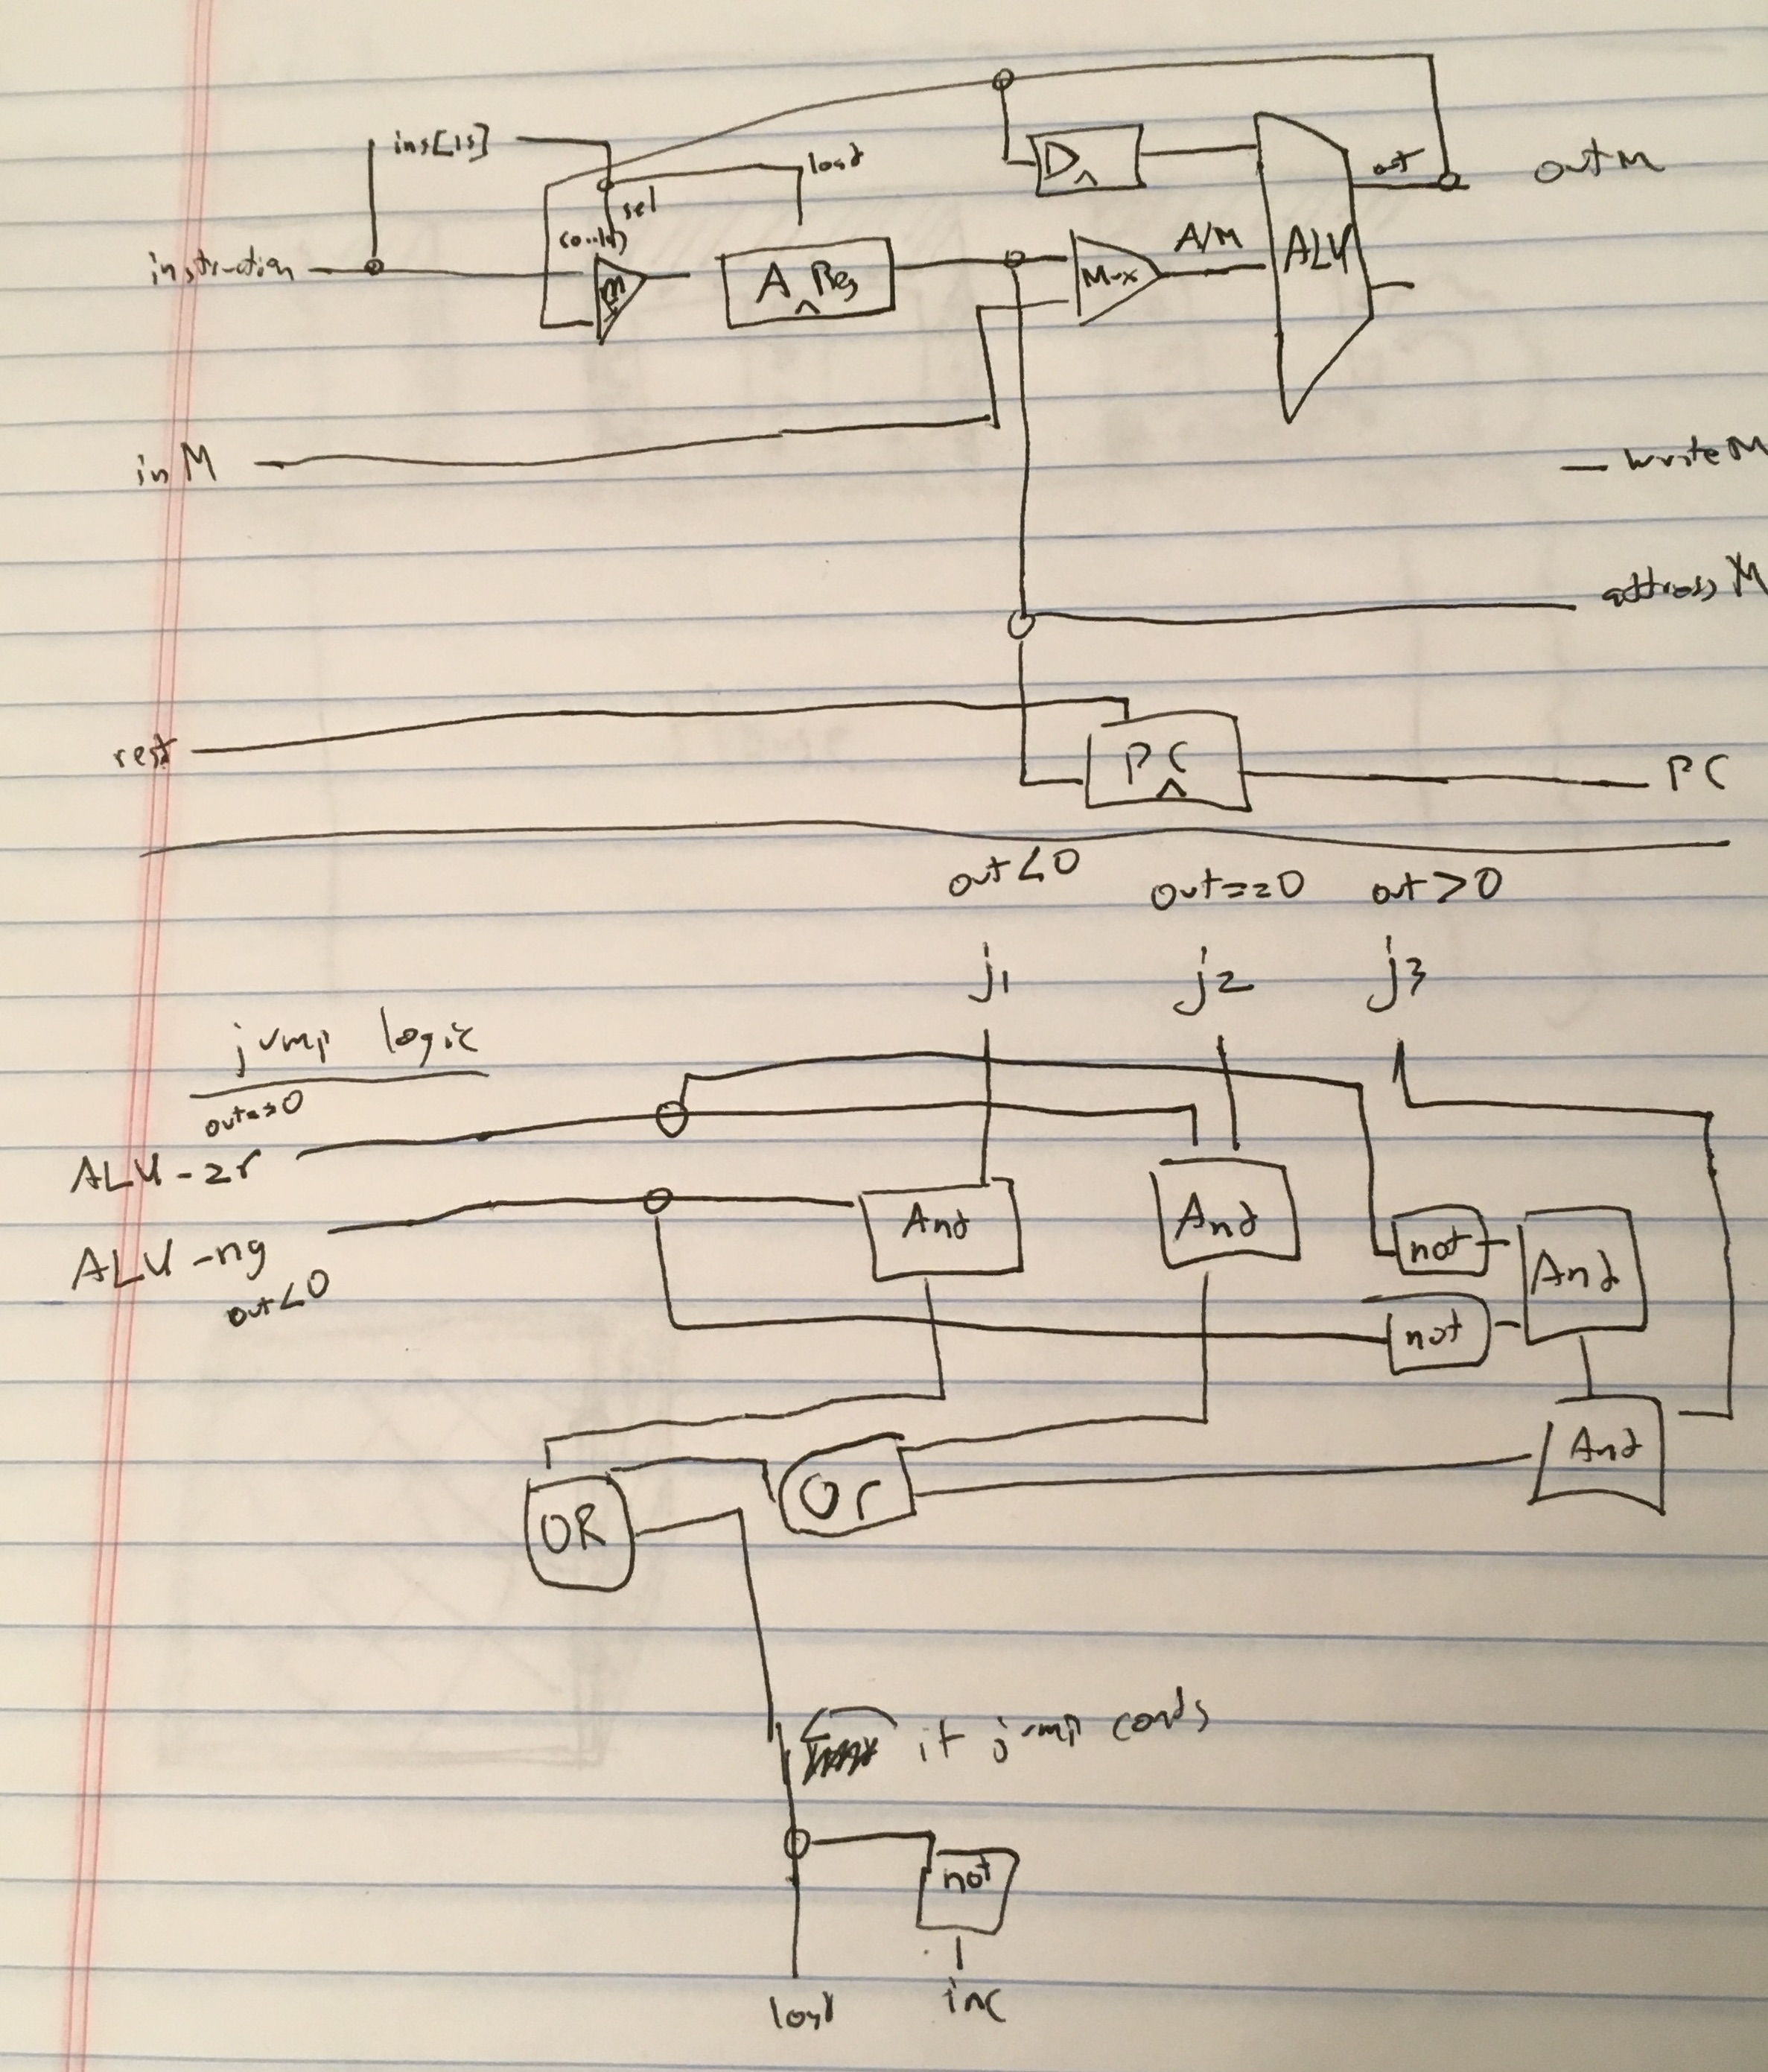 ins[15]
load
out
outM
sel
(0..14)
D
A/M
instruction
m
A Reg
Mux
ALU
inM
writeM
addressM
rest
PC
PC
out<0
out==0
out>0
j1
j2
j3
jump logic
out==0
ALU-zr
And
And
not
And
ALU-ng
out<0
not
And
OR
Or
if jump conds
not
load
inc